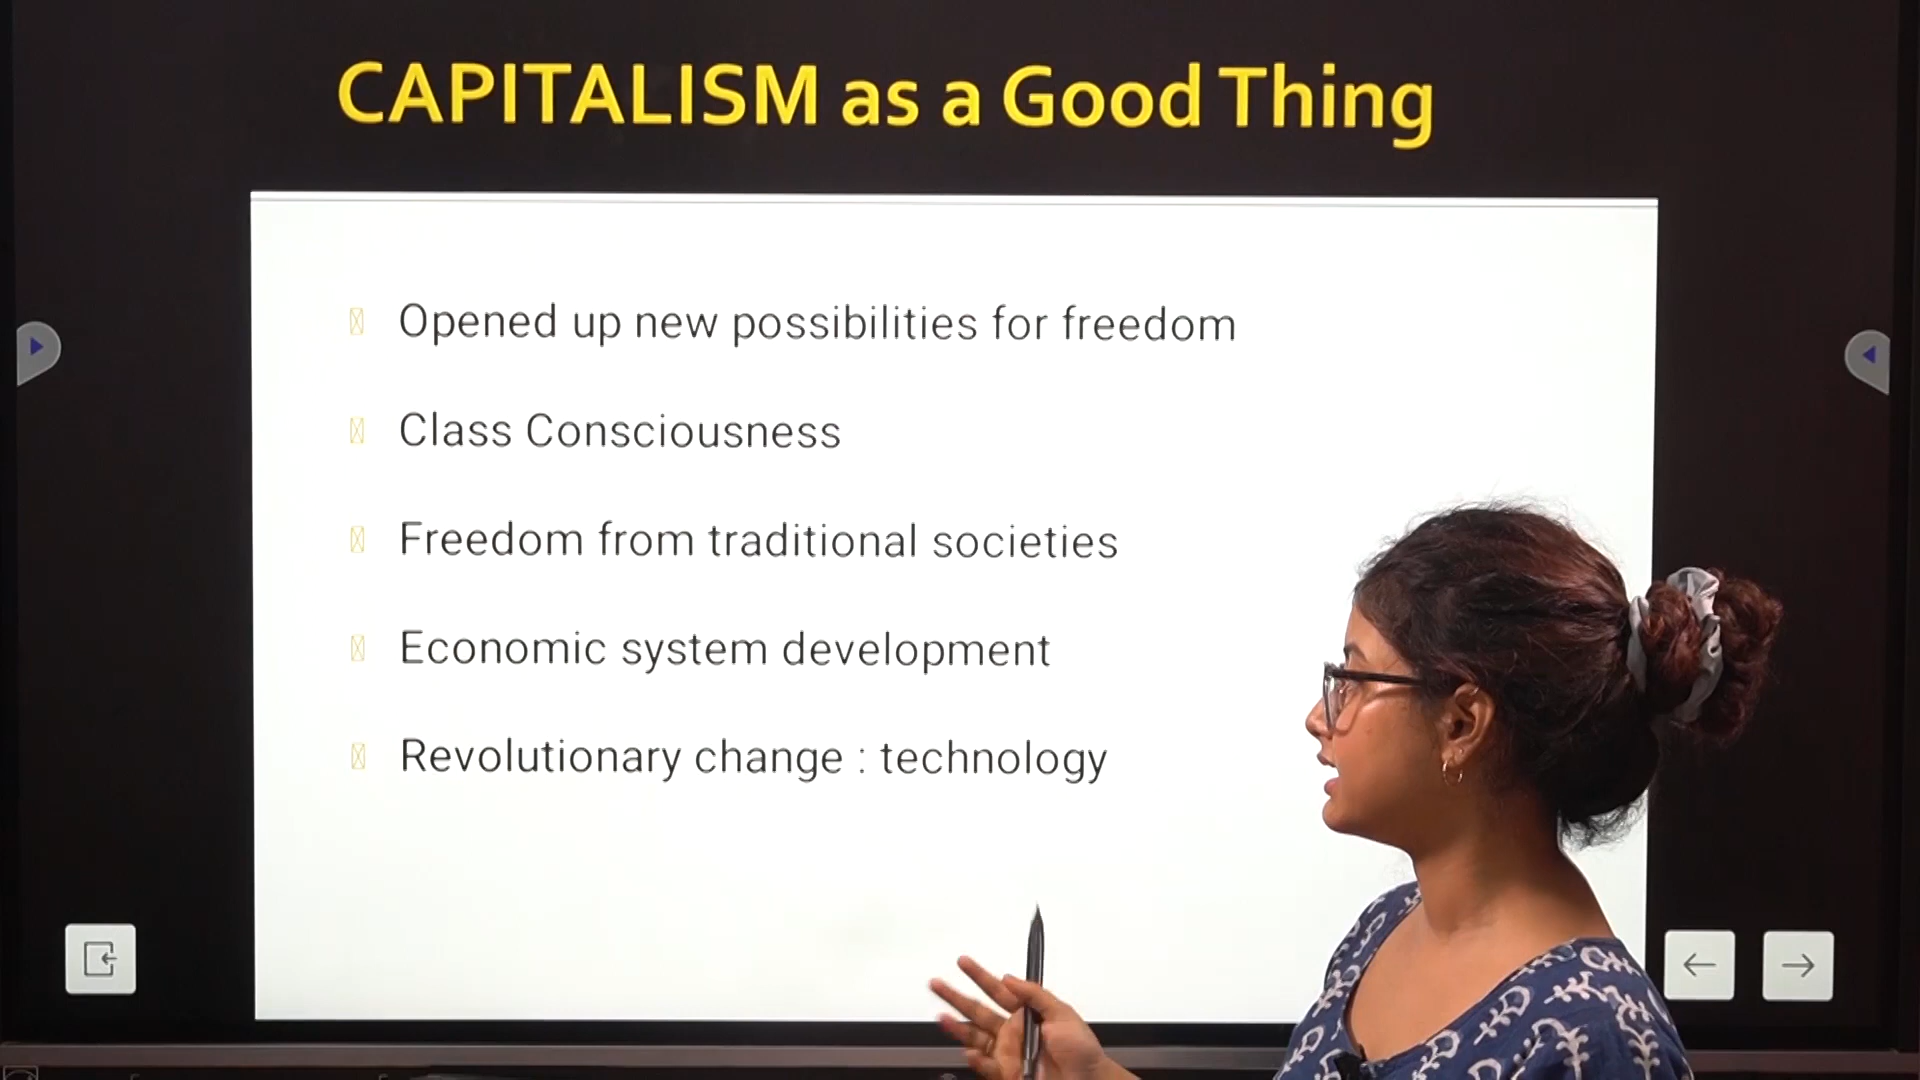 CAPITALISM as a Good Thing
Opened up new possibilities for freedom
Class Consciousness
Freedom from traditional societies
Economic system development
Revolutionary change : technology